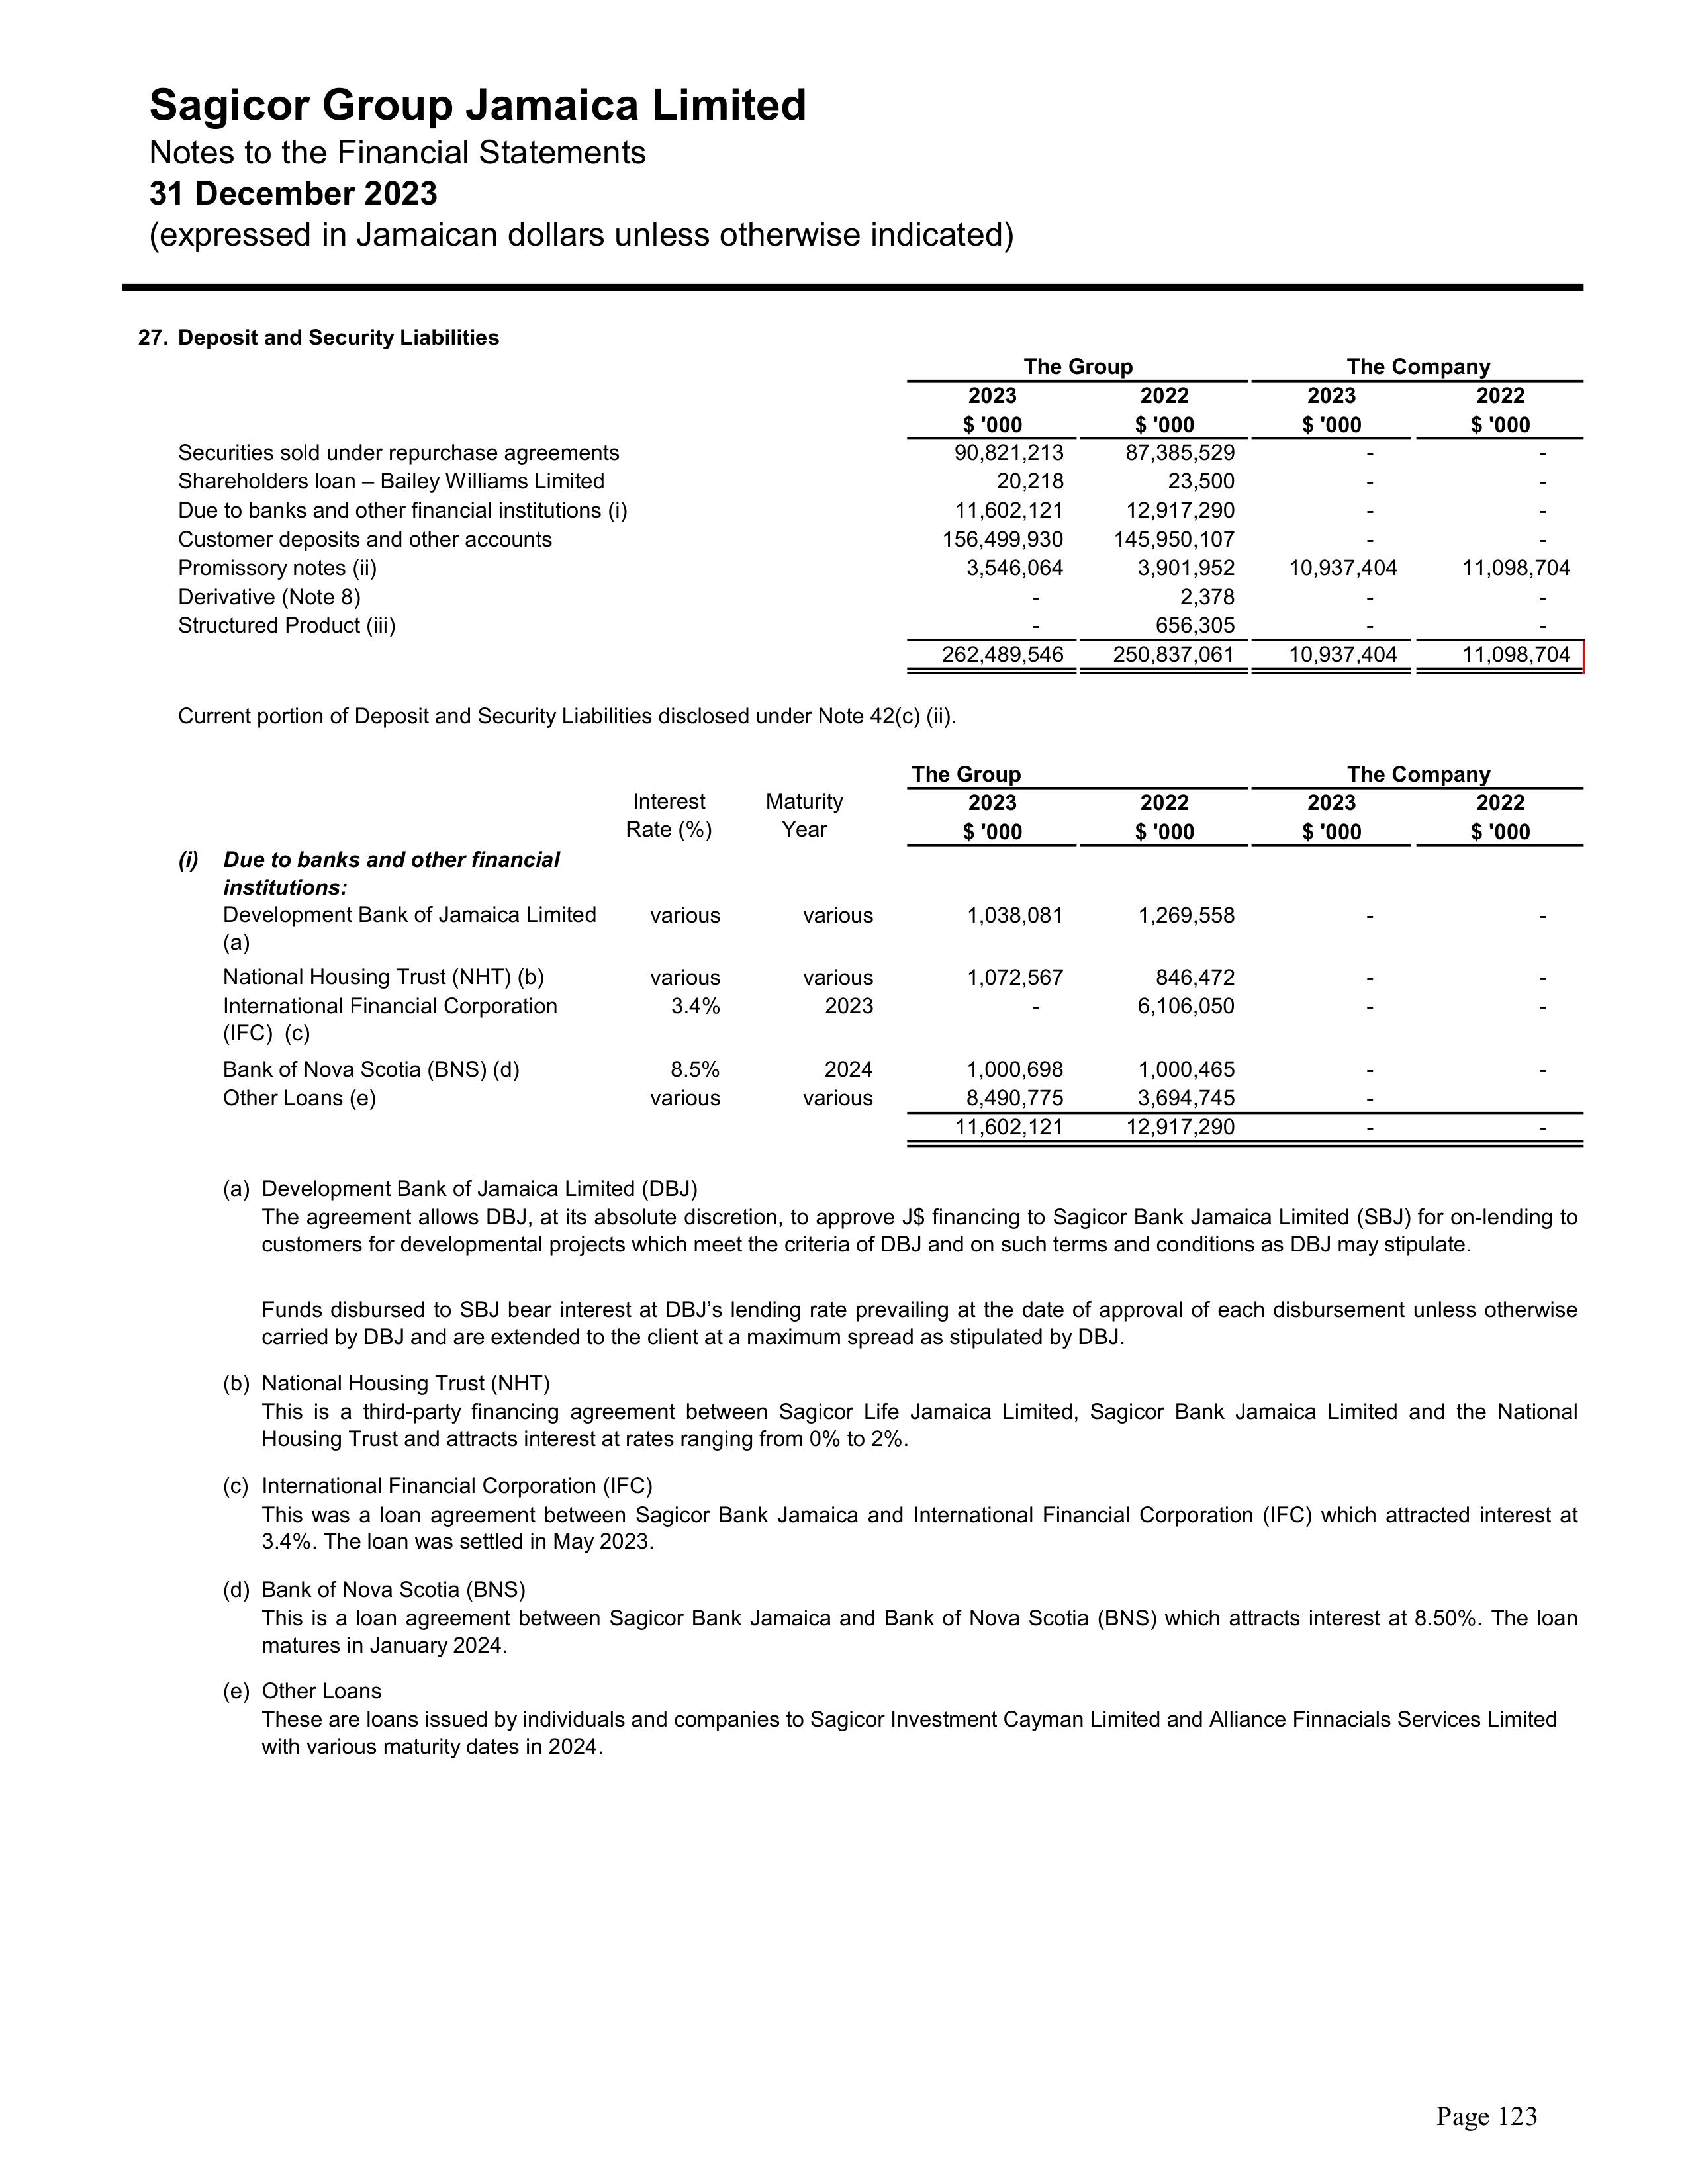 Sagicor Group Jamaica Limited
Notes to the Financial Statements
31 December 2023
(expressed in Jamaican dollars unless otherwise indicated)
27. Deposit and Security Liabilities
The Group The Company
2023 2022 2023 2022
$ '000 $ '000 $ '000 $ '000
Securities sold under repurchase agreements 90,821,213 87,385,529 - -
Shareholders loan – Bailey Williams Limited 20,218 23,500 - -
Due to banks and other financial institutions (i) 11,602,121 12,917,290 - -
Customer deposits and other accounts 156,499,930 145,950,107 - -
Promissory notes (ii) 3,546,064 3,901,952 10,937,404 11,098,704
Derivative (Note 8) - 2,378 - -
Structured Product (iii) - 656,305 - -
262,489,546 250,837,061 10,937,404 11,098,704
Current portion of Deposit and Security Liabilities disclosed under Note 42(c) (ii).
The Group The Company
Interest Maturity 2023 2022 2023 2022
Rate (%) Year $ '000 $ '000 $ '000 $ '000
(i) Due to banks and other financial
institutions:
Development Bank of Jamaica Limited various various 1,038,081 1,269,558 - -
(a)
National Housing Trust (NHT) (b) various various 1,072,567 846,472 - -
International Financial Corporation 3.4% 2023 - 6,106,050 - -
(IFC) (c)
Bank of Nova Scotia (BNS) (d) 8.5% 2024 1,000,698 1,000,465 - -
Other Loans (e) various various 8,490,775 3,694,745 -
11,602,121 12,917,290 - -
(a) Development Bank of Jamaica Limited (DBJ)
The agreement allows DBJ, at its absolute discretion, to approve J$ financing to Sagicor Bank Jamaica Limited (SBJ) for on-lending to
customers for developmental projects which meet the criteria of DBJ and on such terms and conditions as DBJ may stipulate.
Funds disbursed to SBJ bear interest at DBJ’s lending rate prevailing at the date of approval of each disbursement unless otherwise
carried by DBJ and are extended to the client at a maximum spread as stipulated by DBJ.
(b) National Housing Trust (NHT)
This is a third-party financing agreement between Sagicor Life Jamaica Limited, Sagicor Bank Jamaica Limited and the National
Housing Trust and attracts interest at rates ranging from 0% to 2%.
(c) International Financial Corporation (IFC)
This was a loan agreement between Sagicor Bank Jamaica and International Financial Corporation (IFC) which attracted interest at
3.4%. The loan was settled in May 2023.
(d) Bank of Nova Scotia (BNS)
This is a loan agreement between Sagicor Bank Jamaica and Bank of Nova Scotia (BNS) which attracts interest at 8.50%. The loan
matures in January 2024.
(e) Other Loans
These are loans issued by individuals and companies to Sagicor Investment Cayman Limited and Alliance Finnacials Services Limited
with various maturity dates in 2024.
Page 123